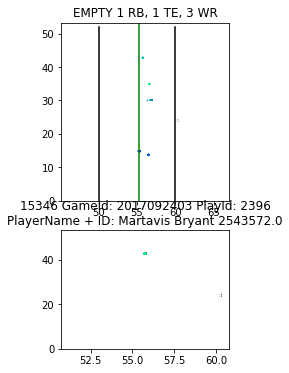 EMPTY 1 RB, 1 TE, 3 WR
50
40
30
20
10
0
50 55 60 65
15346 GameId: 2017092403 PlayId: 2396
PlayerName + ID: Martavis Bryant 2543572.0
40
20
0
52.5 55.0 57.5 60.0